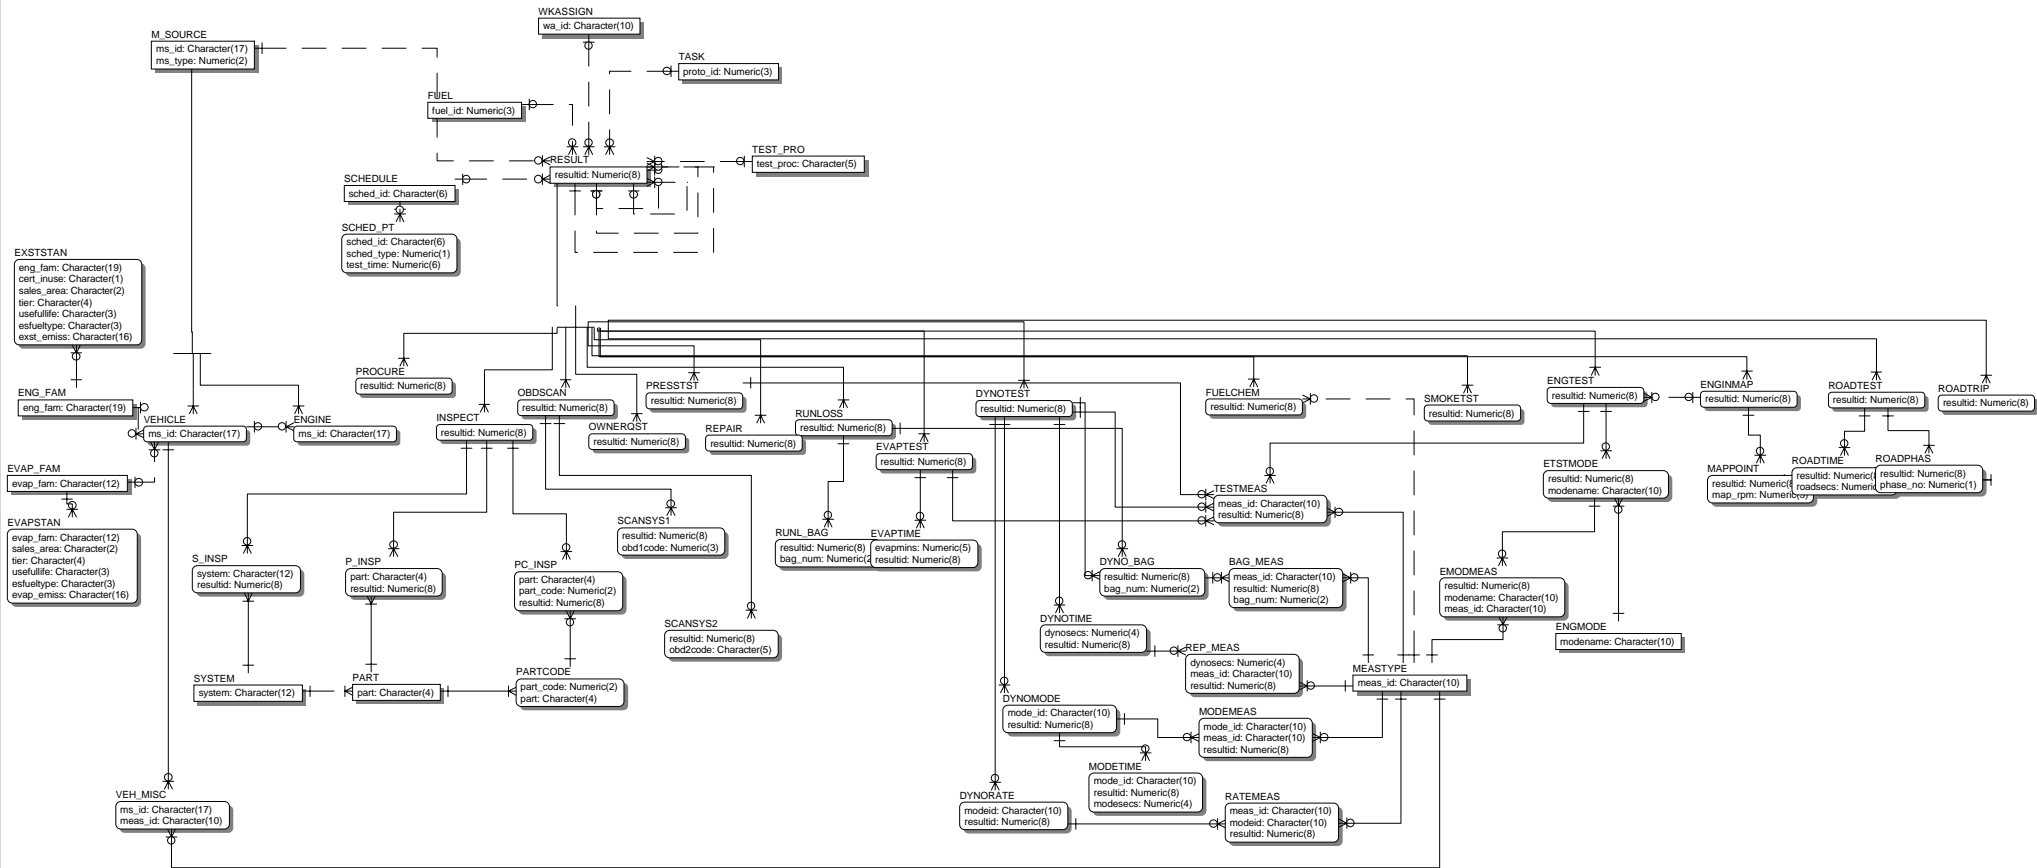 WKASSIGN
wa_id: Character(10)
M_SOURCE
ms_id: Character(17)
ms_type: Numeric(2)
TASK
proto_id: Numeric(3)
FUEL
fuel_id: Numeric(3)
RESULT
resultid: Numeric(8)
TEST_PRO
test_proc: Character(5)
SCHEDULE
sched_id: Character(6)
SCHED_PT
sched_id: Character(6)
sched_type: Numeric(1)
test_time: Numeric(6)
EXSTSTAN
eng_fam: Character(19)
cert_inuse: Character(1)
sales_area: Character(2)
tier: Character(4)
usefullife: Character(3)
esfueltype: Character(3)
exst_emiss: Character(16)
PROCURE
resultid: Numeric(8)
ENG_FAM
eng_fam: Character(19)
VEHICLE
ms_id: Character(17)
ENGINE
ms_id: Character(17)
INSPECT
resultid: Numeric(8)
OBDSCAN
resultid: Numeric(8)
OWNERQST
resultid: Numeric(8)
PRESSTST
resultid: Numeric(8)
REPAIR
resultid: Numeric(8)
RUNLOSS
resultid: Numeric(8)
EVAPTEST
resultid: Numeric(8)
DYNOTEST
resultid: Numeric(8)
FUELCHEM
resultid: Numeric(8)
SMOKETST
resultid: Numeric(8)
ENGTEST
resultid: Numeric(8)
ENGINMAP
resultid: Numeric(8)
ROADTEST
resultid: Numeric(8)
ROADTRIP
resultid: Numeric(8)
EVAP_FAM
evap_fam: Character(12)
EVAPSTAN
evap_fam: Character(12)
sales_area: Character(2)
tier: Character(4)
usefullife: Character(3)
esfueltype: Character(3)
evap_emiss: Character(16)
ETSTMODE
resultid: Numeric(8)
modename: Character(10)
MAPPOINT
resultid: Numeric(8
map_rpm: Numeric(
ROADTIME
resultid: Numeric(
roadsecs: Numeric(
ROADPHAS
resultid: Numeric(8)
phase_no: Numeric(1)
TESTMEAS
meas_id: Character(10)
resultid: Numeric(8)
SCANSYS1
resultid: Numeric(8)
obd1code: Numeric(3)
RUNL_BAG
resultid: Numeric(8)
bag_num: Numeric(2
EVAPTIME
evapmins: Numeric(5)
resultid: Numeric(8)
S_INSP
system: Character(12)
resultid: Numeric(8)
P_INSP
part: Character(4)
resultid: Numeric(8)
PC_INSP
part: Character(4)
part_code: Numeric(2)
resultid: Numeric(8)
DYNO_BAG
resultid: Numeric(8)
bag_num: Numeric(2)
BAG_MEAS
meas_id: Character(10)
resultid: Numeric(8)
bag_num: Numeric(2)
EMODMEAS
resultid: Numeric(8)
modename: Character(10)
meas_id: Character(10)
SCANSYS2
resultid: Numeric(8)
obd2code: Character(5)
DYNOTIME
dynosecs: Numeric(4)
resultid: Numeric(8)
ENGMODE
modename: Character(10)
REP_MEAS
dynosecs: Numeric(4)
meas_id: Character(10)
resultid: Numeric(8)
MEASTYPE
meas_id: Character(10)
SYSTEM
system: Character(12)
PART
part: Character(4)
PARTCODE
part_code: Numeric(2)
part: Character(4)
DYNOMODE
mode_id: Character(10)
resultid: Numeric(8)
MODEMEAS
mode_id: Character(10)
meas_id: Character(10)
resultid: Numeric(8)
MODETIME
mode_id: Character(10)
resultid: Numeric(8)
modesecs: Numeric(4)
VEH_MISC
ms_id: Character(17)
meas_id: Character(10)
DYNORATE
modeid: Character(10)
resultid: Numeric(8)
RATEMEAS
meas_id: Character(10)
modeid: Character(10)
resultid: Numeric(8)